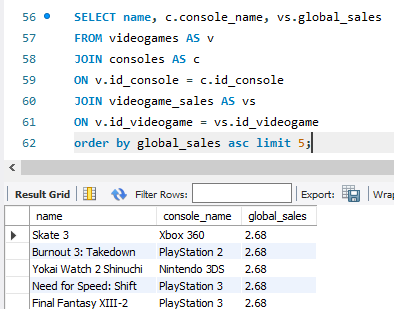 56 SELECT name, c.console_name, vs.global_sales
57 FROM videogames AS v
58 JOIN consoles AS c
59 ON v.id_console = c.id_console
60 JOIN videogame_sales AS vs
61 ON v.id_videogame = vs.id_videogame
62 order by global_sales asc limit 5;
Result Grid Filter Rows: Export: Wrap
name console_name global_sales
Skate 3 Xbox 360 2.68
Burnout 3: Takedown PlayStation 2 2.68
Yokai Watch 2 Shinuchi Nintendo 3DS 2.68
Need for Speed: Shift PlayStation 3 2.68
Final Fantasy XIII-2 PlayStation 3 2.68